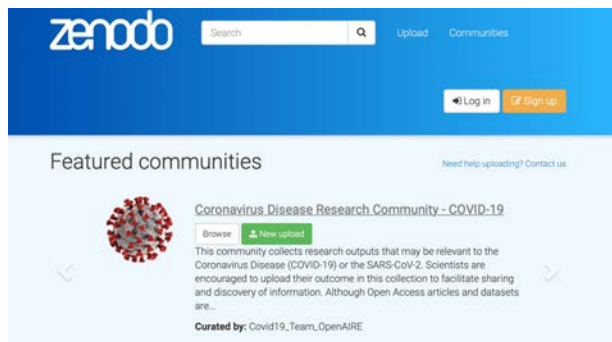 zenodo
Search
Upload
Communities
Log in
Sign up
Featured communities
Need help uploading? Contact us
Coronavirus Disease Research Community - COVID-19
Browse
New upload
This community collects research outputs that may be relevant to the
Coronavirus Disease (COVID-19) or the SARS-CoV-2. Scientists are
encouraged to upload their outcome in this collection to facilitate sharing
and discovery of information. Although Open Access articles and datasets
are...
Curated by: Covid19_Team_OpenAIRE